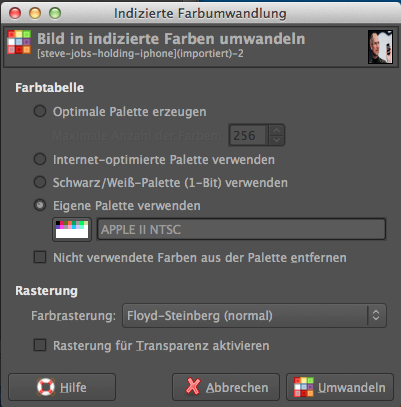 Indizierte Farbumwandlung
Bild in indizierte Farben umwandeln
[steve-jobs-holding-iphone](importiert)-2
Farbtabelle
Optimale Palette erzeugen
Maximale Anzahl der Farben: 256
Internet-optimierte Palette verwenden
Schwarz/Weiß-Palette (1-Bit) verwenden
Eigene Palette verwenden
APPLE II NTSC
Nicht verwendete Farben aus der Palette entfernen
Rasterung
Farbrasterung: Floyd-Steinberg (normal)
Rasterung für Transparenz aktivieren
Hilfe Abbrechen Umwandeln